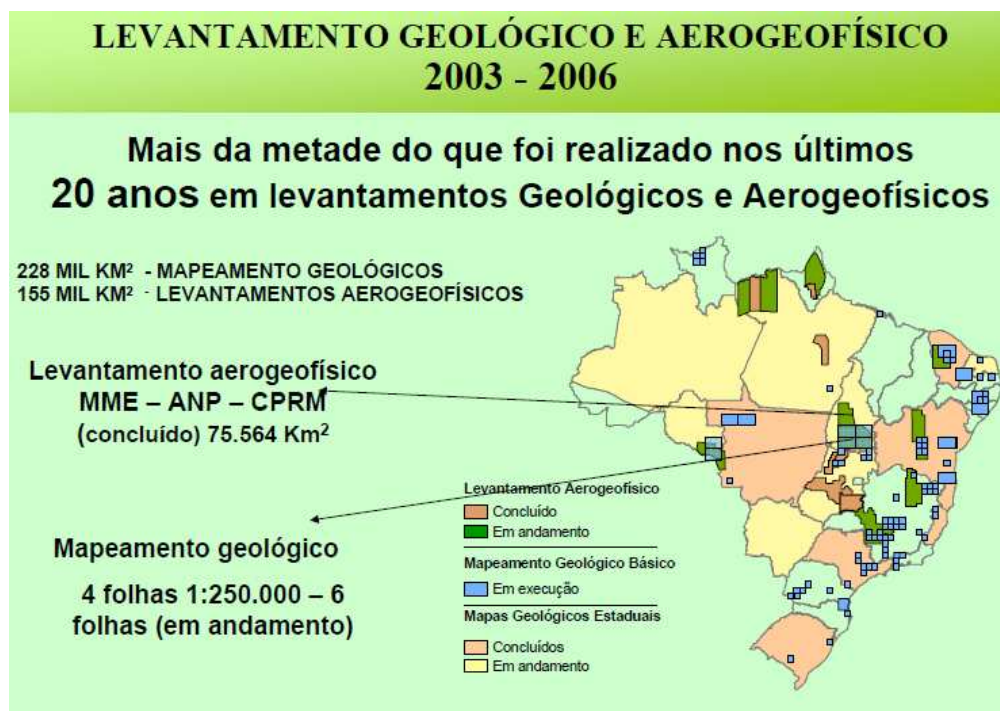 LEVANTAMENTO GEOLÓGICO E AEROGEOFÍSICO
2003 - 2006
Mais da metade do que foi realizado nos últimos
20 anos em levantamentos Geológicos e Aerogeofísicos
228 MIL KM² - MAPEAMENTO GEOLÓGICOS
155 MIL KM² - LEVANTAMENTOS AEROGEOFÍSICOS
Levantamento aerogeofísico
MME – ANP – CPRM
(concluído) 75.564 Km²
Mapeamento geológico
4 folhas 1:250.000 – 6
folhas (em andamento)
Levantamento Aerogeofísico
Concluído
Em andamento
Mapeamento Geológico Básico
Em execução
Mapas Geológicos Estaduais
Concluídos
Em andamento